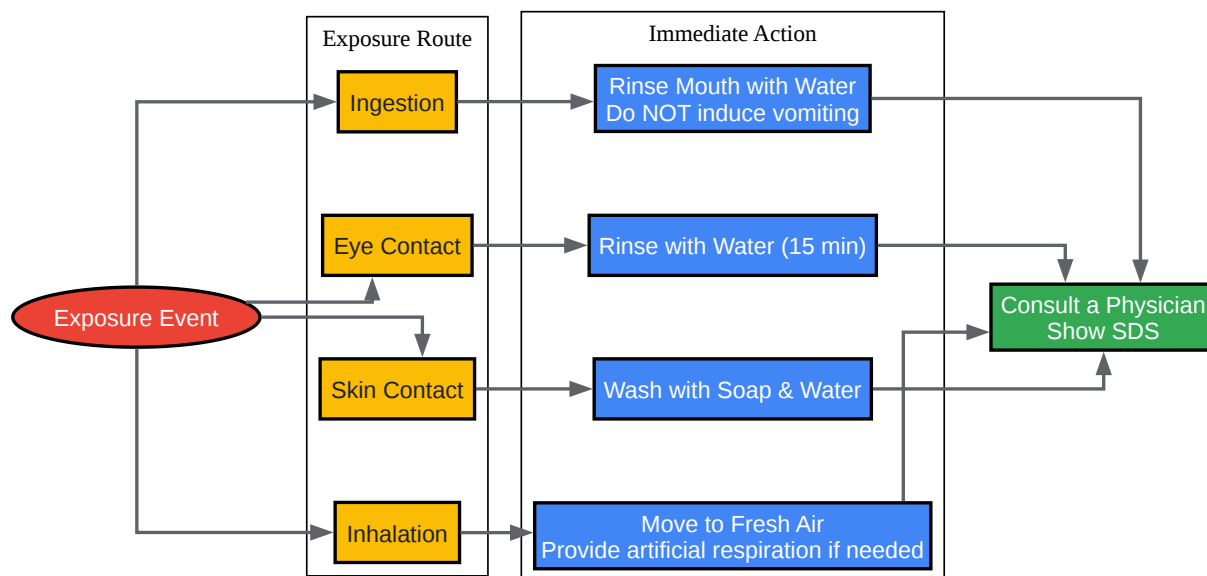 Exposure Route
Immediate Action
Ingestion
Rinse Mouth with Water
Do NOT induce vomiting
Eye Contact
Rinse with Water (15 min)
Exposure Event
Consult a Physician
Show SDS
Skin Contact
Wash with Soap & Water
Inhalation
Move to Fresh Air
Provide artificial respiration if needed